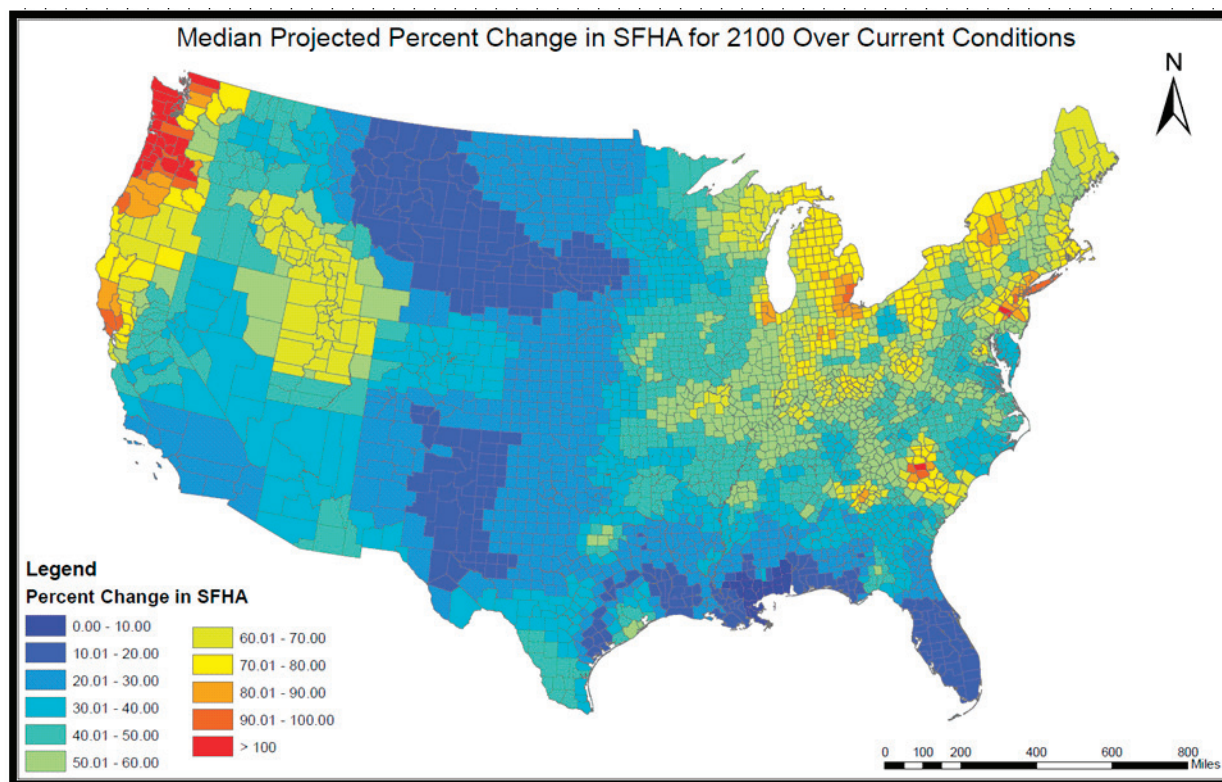 Median Projected Percent Change in SFHA for 2100 Over Current Conditions
N
Legend
Percent Change in SFHA
0.00 - 10.00
10.01 - 20.00
20.01 - 30.00
30.01 - 40.00
40.01 - 50.00
50.01 - 60.00
60.01 - 70.00
70.01 - 80.00
80.01 - 90.00
90.01 - 100.00
> 100
0 100 200 400 600 800
Miles